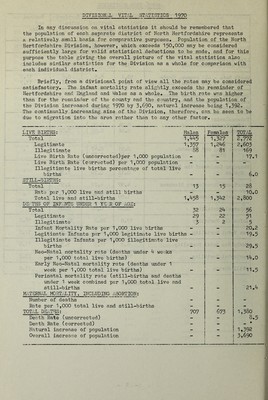 DIVISIONAL VITAL STATISTICS 1970
In any discussion on vital statistics it should be remembered that
the population of each separate district of North Hertfordshire represents
a relatively small basis for comparative purposes. Population of the North
Hertfordshire Division, however, which exceeds 150,000 may be considered
sufficiently large for valid statistical deductions to be made, and for this
purpose the table giving the overall picture of the vital statistics also
includes similar statistics for the Division as a whole for comparison with
each individual district.
Briefly, from a divisional point of view all the rates may be considered
satisfactory. The infant mortality rate slightly exceeds the remainder of
Hertfordshire and England and Wales as a whole. The birth rate was higher
than for the remainder of the county and the country, and the population of
the Division increased during 1970 by 3,690, natural increase being 1,392.
The continually increasing size of the Division, therefore, can be seen to be
due to migration into the area rather than to any other factor.
LIVE BIRTHS: Males Females TOTAL
Total 1,445 1,327 2,772
Legitimate 1,357 1,246 2,603
Illegitimate 88 81 169
Live Birth Rate (uncorrected)per 1,000 population - - 17.1
Live Birth Rate (corrected) per 1,000 population - -
Illegitimate live births percentage of total live
births - - 6.0
STILL-BIRTHS:
Total 13 15 28
Rate per 1,000 live and still births - - 10.0
Total live and still-births 1,458 1,342 2,800
DEATHS OF INFANTS UNDER 1 YEAR OF AGE:
Total 32 24 56
Legitimate 29 22 51
Illegitimate 3 2 5
Infant Mortality Rate per 1,000 live births - - 20.2
Legitimate Infants per 1,000 legitimate live births - - 19.5
Illegitimate Infants per 1,000 illegitimate live
births - - 29.5
Neo-Natal mortality rate (deaths under 4 weeks
per 1,000 total live births) - - 14.0
Early Neo-Natal mortality rate (deaths under 1
week per 1,000 total live births) - - 11.5
Perinatal mortality rate (still-births and deaths
under 1 week combined per 1,000 total live and
still-births - - 21.4
MATERNAL MORTALITY, INCLUDING ABORTION:
Number of deaths - - -
Rate per 1,000 total live and still-births - - -
TOTAL DEATHS: 707 673 1,380
Death Rate (uncorrected) - - 8.5
Death Rate (corrected) - -
Natural increase of population - - 1,392
Overall increase of population - - 3,690